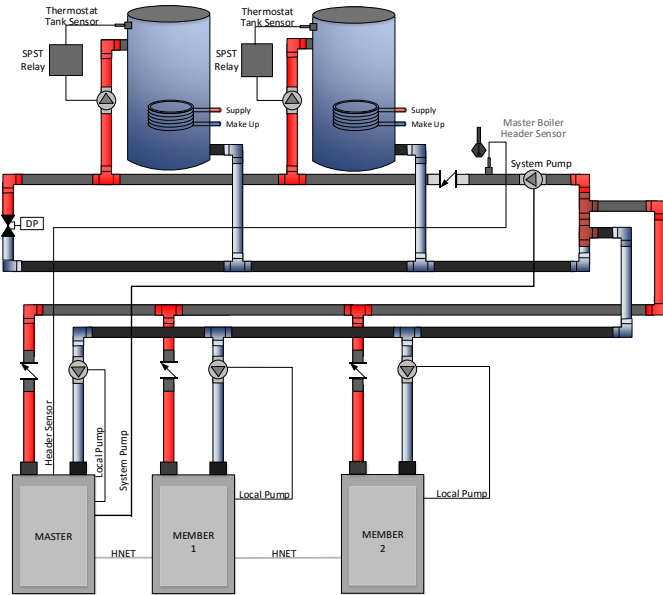 Thermostat
Tank Sensor
SPST
Relay
Supply
Make Up
Thermostat
Tank Sensor
SPST
Relay
Supply
Make Up
Master Boiler
Header Sensor
System Pump
DP
Header Sensor
Local Pump
System Pump
Local Pump
Local Pump
MASTER
MEMBER
1
MEMBER
2
HNET
HNET